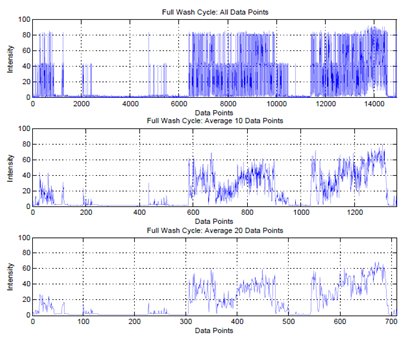 Full Wash Cycle: All Data Points
100
80
60
40
20
0
Intensity
0 2000 4000 6000 8000 10000 12000 14000
Data Points
Full Wash Cycle: Average 10 Data Points
100
80
60
40
20
0
Intensity
0 200 400 600 800 1000 1200
Data Points
Full Wash Cycle: Average 20 Data Points
100
80
60
40
20
0
Intensity
0 100 200 300 400 500 600 700
Data Points